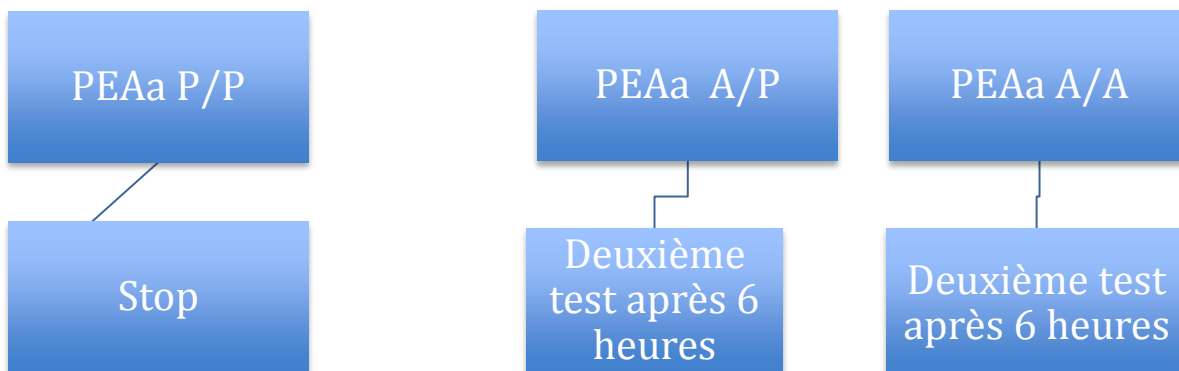 PEAa P/P
PEAa A/P
PEAa A/A
Stop
Deuxième
test après 6
heures
Deuxième test
après 6 heures